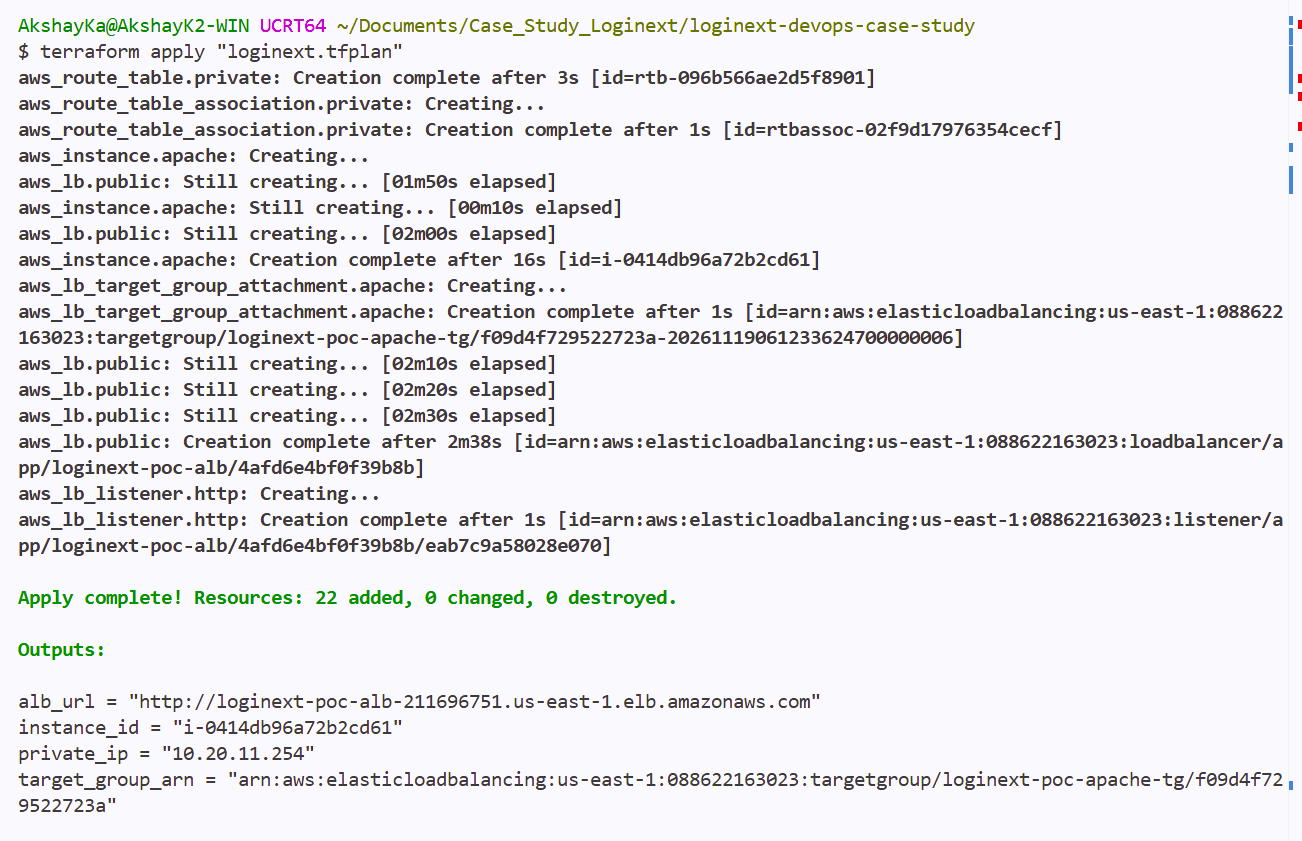 AkshayKa@AkshayK2-WIN UCRT64 ~/Documents/Case_Study_Loginext/loginext-devops-case-study
$ terraform apply "loginext.tfplan"
aws_route_table.private: Creation complete after 3s [id=rtb-096b566ae2d5f8901]
aws_route_table_association.private: Creating...
aws_route_table_association.private: Creation complete after 1s [id=rtbassoc-02f9d17976354cecf]
aws_instance.apache: Creating...
aws_lb.public: Still creating... [01m50s elapsed]
aws_instance.apache: Still creating... [00m10s elapsed]
aws_lb.public: Still creating... [02m00s elapsed]
aws_instance.apache: Creation complete after 16s [id=i-0414db96a72b2cd61]
aws_lb_target_group_attachment.apache: Creating...
aws_lb_target_group_attachment.apache: Creation complete after 1s [id=arn:aws:elasticloadbalancing:us-east-1:088622
163023:targetgroup/loginext-poc-apache-tg/f09d4f729522723a-20261119061233624700000006]
aws_lb.public: Still creating... [02m10s elapsed]
aws_lb.public: Still creating... [02m20s elapsed]
aws_lb.public: Still creating... [02m30s elapsed]
aws_lb.public: Creation complete after 2m38s [id=arn:aws:elasticloadbalancing:us-east-1:088622163023:loadbalancer/a
pp/loginext-poc-alb/4afd6e4bf0f39b8b]
aws_lb_listener.http: Creating...
aws_lb_listener.http: Creation complete after 1s [id=arn:aws:elasticloadbalancing:us-east-1:088622163023:listener/a
pp/loginext-poc-alb/4afd6e4bf0f39b8b/eab7c9a58028e070]
Apply complete! Resources: 22 added, 0 changed, 0 destroyed.
Outputs:
alb_url = "http://loginext-poc-alb-211696751.us-east-1.elb.amazonaws.com"
instance_id = "i-0414db96a72b2cd61"
private_ip = "10.20.11.254"
target_group_arn = "arn:aws:elasticloadbalancing:us-east-1:088622163023:targetgroup/loginext-poc-apache-tg/f09d4f72
9522723a"